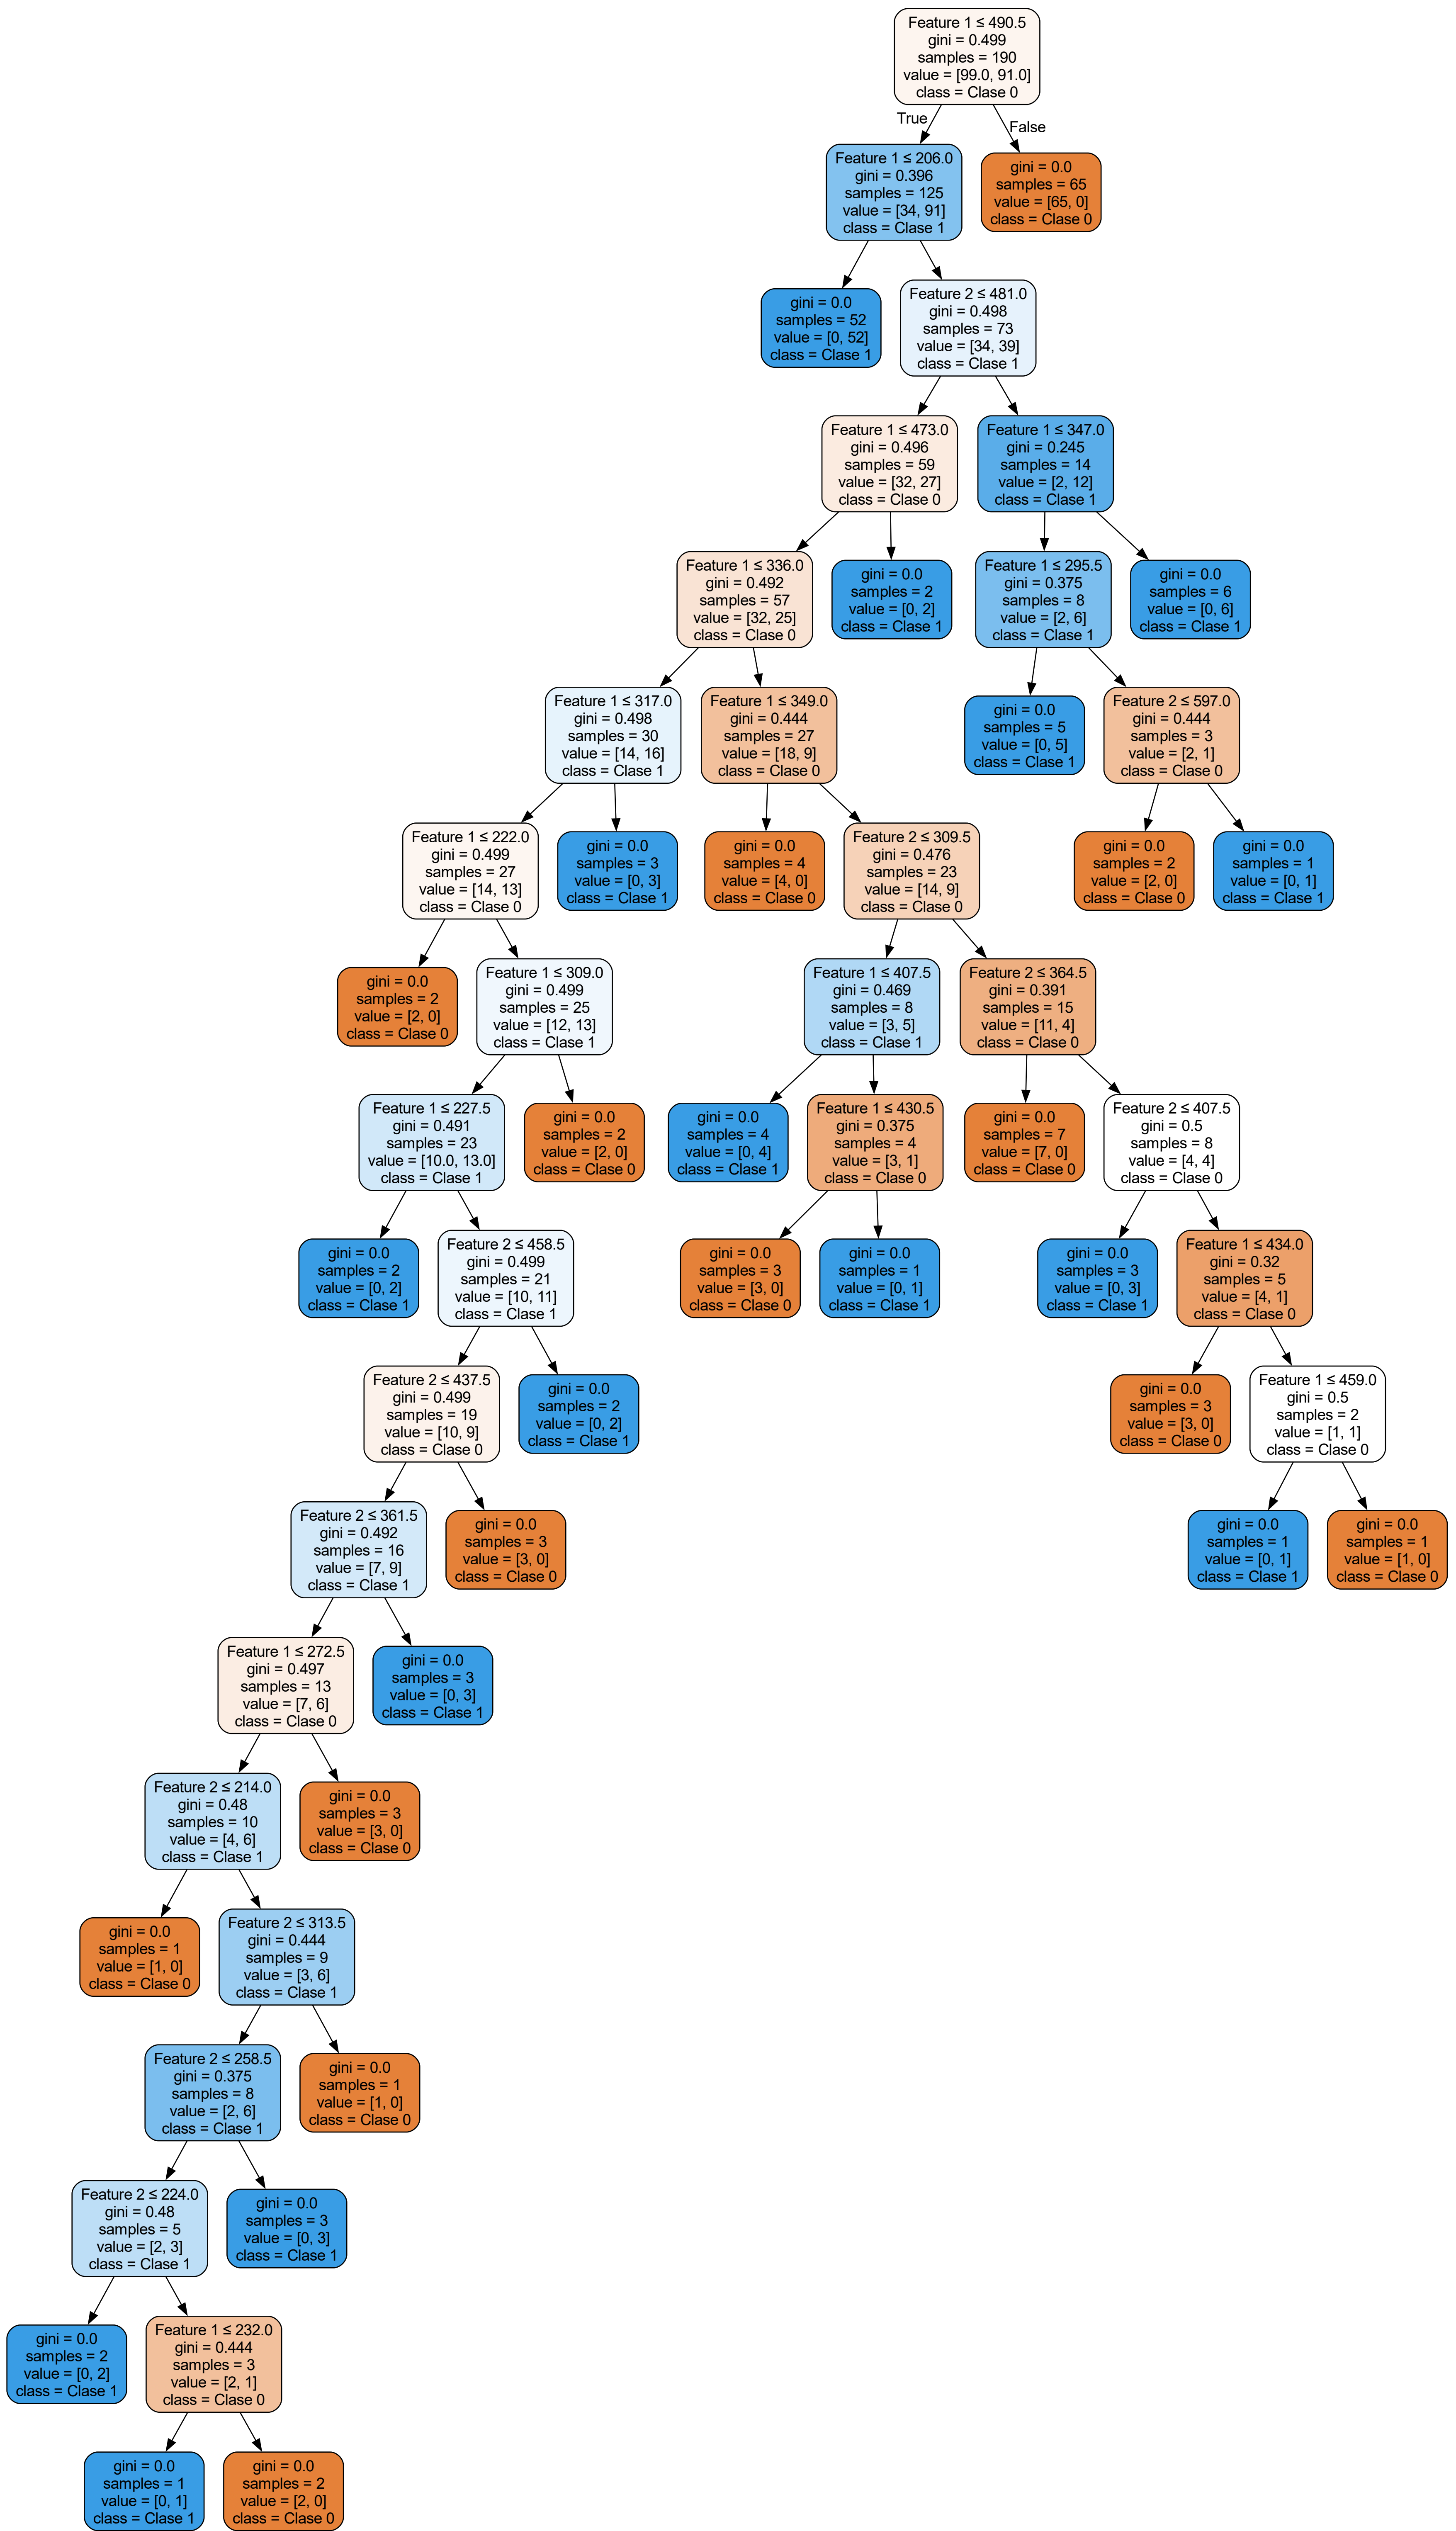 Feature 1 ≤ 490.5
gini = 0.499
samples = 190
value = [99.0, 91.0]
class = Clase 0
True
False
Feature 1 ≤ 206.0
gini = 0.396
samples = 125
value = [34, 91]
class = Clase 1
gini = 0.0
samples = 65
value = [65, 0]
class = Clase 0
gini = 0.0
samples = 52
value = [0, 52]
class = Clase 1
Feature 2 ≤ 481.0
gini = 0.498
samples = 73
value = [34, 39]
class = Clase 1
Feature 1 ≤ 473.0
gini = 0.496
samples = 59
value = [32, 27]
class = Clase 0
Feature 1 ≤ 347.0
gini = 0.245
samples = 14
value = [2, 12]
class = Clase 1
Feature 1 ≤ 336.0
gini = 0.492
samples = 57
value = [32, 25]
class = Clase 0
gini = 0.0
samples = 2
value = [0, 2]
class = Clase 1
Feature 1 ≤ 295.5
gini = 0.375
samples = 8
value = [2, 6]
class = Clase 1
gini = 0.0
samples = 6
value = [0, 6]
class = Clase 1
Feature 1 ≤ 317.0
gini = 0.498
samples = 30
value = [14, 16]
class = Clase 1
Feature 1 ≤ 349.0
gini = 0.444
samples = 27
value = [18, 9]
class = Clase 0
gini = 0.0
samples = 5
value = [0, 5]
class = Clase 1
Feature 2 ≤ 597.0
gini = 0.444
samples = 3
value = [2, 1]
class = Clase 0
Feature 1 ≤ 222.0
gini = 0.499
samples = 27
value = [14, 13]
class = Clase 0
gini = 0.0
samples = 3
value = [0, 3]
class = Clase 1
gini = 0.0
samples = 4
value = [4, 0]
class = Clase 0
Feature 2 ≤ 309.5
gini = 0.476
samples = 23
value = [14, 9]
class = Clase 0
gini = 0.0
samples = 2
value = [2, 0]
class = Clase 0
gini = 0.0
samples = 1
value = [0, 1]
class = Clase 1
gini = 0.0
samples = 2
value = [2, 0]
class = Clase 0
Feature 1 ≤ 309.0
gini = 0.499
samples = 25
value = [12, 13]
class = Clase 1
Feature 1 ≤ 407.5
gini = 0.469
samples = 8
value = [3, 5]
class = Clase 1
Feature 2 ≤ 364.5
gini = 0.391
samples = 15
value = [11, 4]
class = Clase 0
Feature 1 ≤ 227.5
gini = 0.491
samples = 23
value = [10.0, 13.0]
class = Clase 1
gini = 0.0
samples = 2
value = [2, 0]
class = Clase 0
gini = 0.0
samples = 4
value = [0, 4]
class = Clase 1
Feature 1 ≤ 430.5
gini = 0.375
samples = 4
value = [3, 1]
class = Clase 0
gini = 0.0
samples = 7
value = [7, 0]
class = Clase 0
Feature 2 ≤ 407.5
gini = 0.5
samples = 8
value = [4, 4]
class = Clase 0
gini = 0.0
samples = 2
value = [0, 2]
class = Clase 1
Feature 2 ≤ 458.5
gini = 0.499
samples = 21
value = [10, 11]
class = Clase 1
gini = 0.0
samples = 3
value = [3, 0]
class = Clase 0
gini = 0.0
samples = 1
value = [0, 1]
class = Clase 1
gini = 0.0
samples = 3
value = [0, 3]
class = Clase 1
Feature 1 ≤ 434.0
gini = 0.32
samples = 5
value = [4, 1]
class = Clase 0
Feature 2 ≤ 437.5
gini = 0.499
samples = 19
value = [10, 9]
class = Clase 0
gini = 0.0
samples = 2
value = [0, 2]
class = Clase 1
gini = 0.0
samples = 3
value = [3, 0]
class = Clase 0
Feature 1 ≤ 459.0
gini = 0.5
samples = 2
value = [1, 1]
class = Clase 0
Feature 2 ≤ 361.5
gini = 0.492
samples = 16
value = [7, 9]
class = Clase 1
gini = 0.0
samples = 3
value = [3, 0]
class = Clase 0
gini = 0.0
samples = 1
value = [0, 1]
class = Clase 1
gini = 0.0
samples = 1
value = [1, 0]
class = Clase 0
Feature 1 ≤ 272.5
gini = 0.497
samples = 13
value = [7, 6]
class = Clase 0
gini = 0.0
samples = 3
value = [0, 3]
class = Clase 1
Feature 2 ≤ 214.0
gini = 0.48
samples = 10
value = [4, 6]
class = Clase 1
gini = 0.0
samples = 3
value = [3, 0]
class = Clase 0
gini = 0.0
samples = 1
value = [1, 0]
class = Clase 0
Feature 2 ≤ 313.5
gini = 0.444
samples = 9
value = [3, 6]
class = Clase 1
Feature 2 ≤ 258.5
gini = 0.375
samples = 8
value = [2, 6]
class = Clase 1
gini = 0.0
samples = 1
value = [1, 0]
class = Clase 0
Feature 2 ≤ 224.0
gini = 0.48
samples = 5
value = [2, 3]
class = Clase 1
gini = 0.0
samples = 3
value = [0, 3]
class = Clase 1
gini = 0.0
samples = 2
value = [0, 2]
class = Clase 1
Feature 1 ≤ 232.0
gini = 0.444
samples = 3
value = [2, 1]
class = Clase 0
gini = 0.0
samples = 1
value = [0, 1]
class = Clase 1
gini = 0.0
samples = 2
value = [2, 0]
class = Clase 0